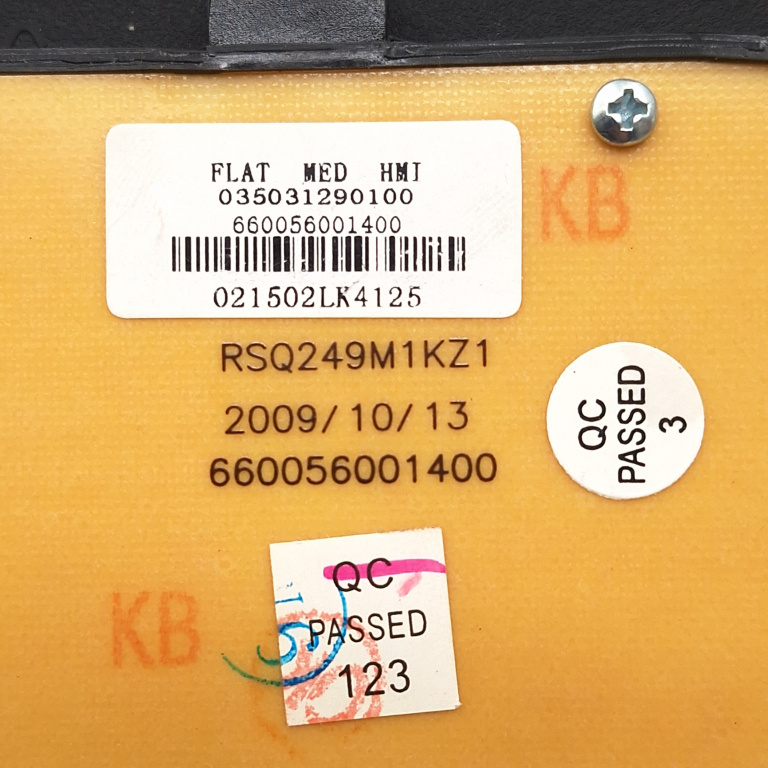 FLAT MED HMI
035031290100
660056001400
021502LK4125
KB
RSQ249M1KZ1
2009/10/13
660056001400
QC
PASSED
3
KB
QC
PASSED
123